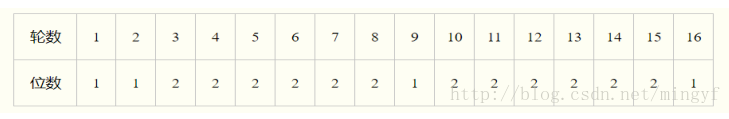 轮数 1 2 3 4 5 6 7 8 9 10 11 12 13 14 15 16
位数 1 1 2 2 2 2 2 2 1 2 2 2 2 2 2 1
http://blog.csdn.net/mingyf